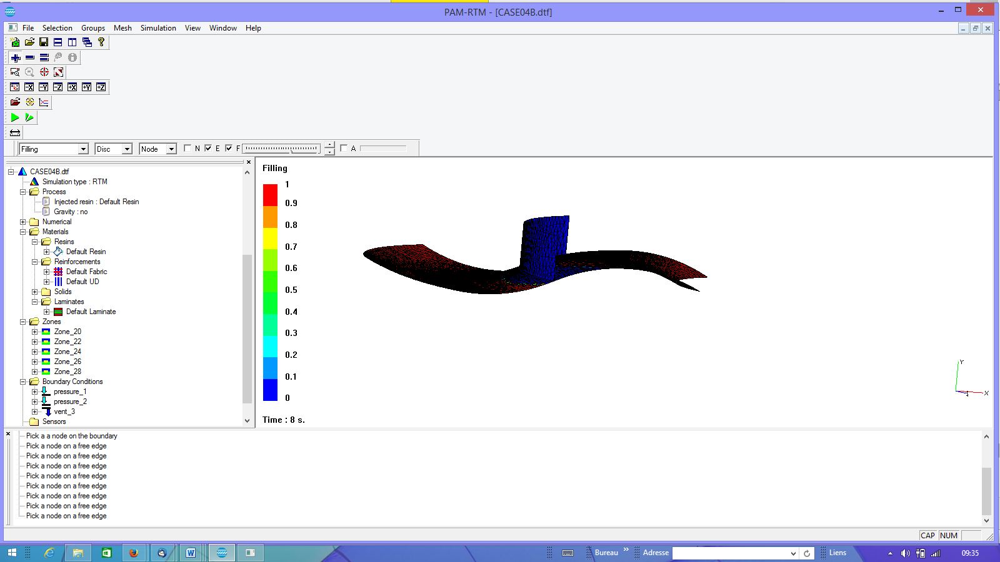 PAM-RTM - [CASE04B.dtf]
File Selection Groups Mesh Simulation View Window Help
-X -Y -Z +X +Y +Z
Filling Disc Node N E F A
CASE04B.dtf
Simulation type : RTM
Process
Injected resin : Default Resin
Gravity : no
Numerical
Materials
Resins
Default Resin
Reinforcements
Default Fabric
Default UD
Solids
Laminates
Default Laminate
Zones
Zone_20
Zone_22
Zone_24
Zone_26
Zone_28
Boundary Conditions
pressure_1
pressure_2
vent_3
Sensors
Filling
1
0.9
0.8
0.7
0.6
0.5
0.4
0.3
0.2
0.1
0
Time : 8 s.
Y
X
Pick a a node on the boundary
Pick a node on a free edge
Pick a node on a free edge
Pick a node on a free edge
Pick a node on a free edge
Pick a node on a free edge
Pick a node on a free edge
Pick a node on a free edge
Pick a node on a free edge
CAP NUM
Bureau » Adresse Liens 09:35